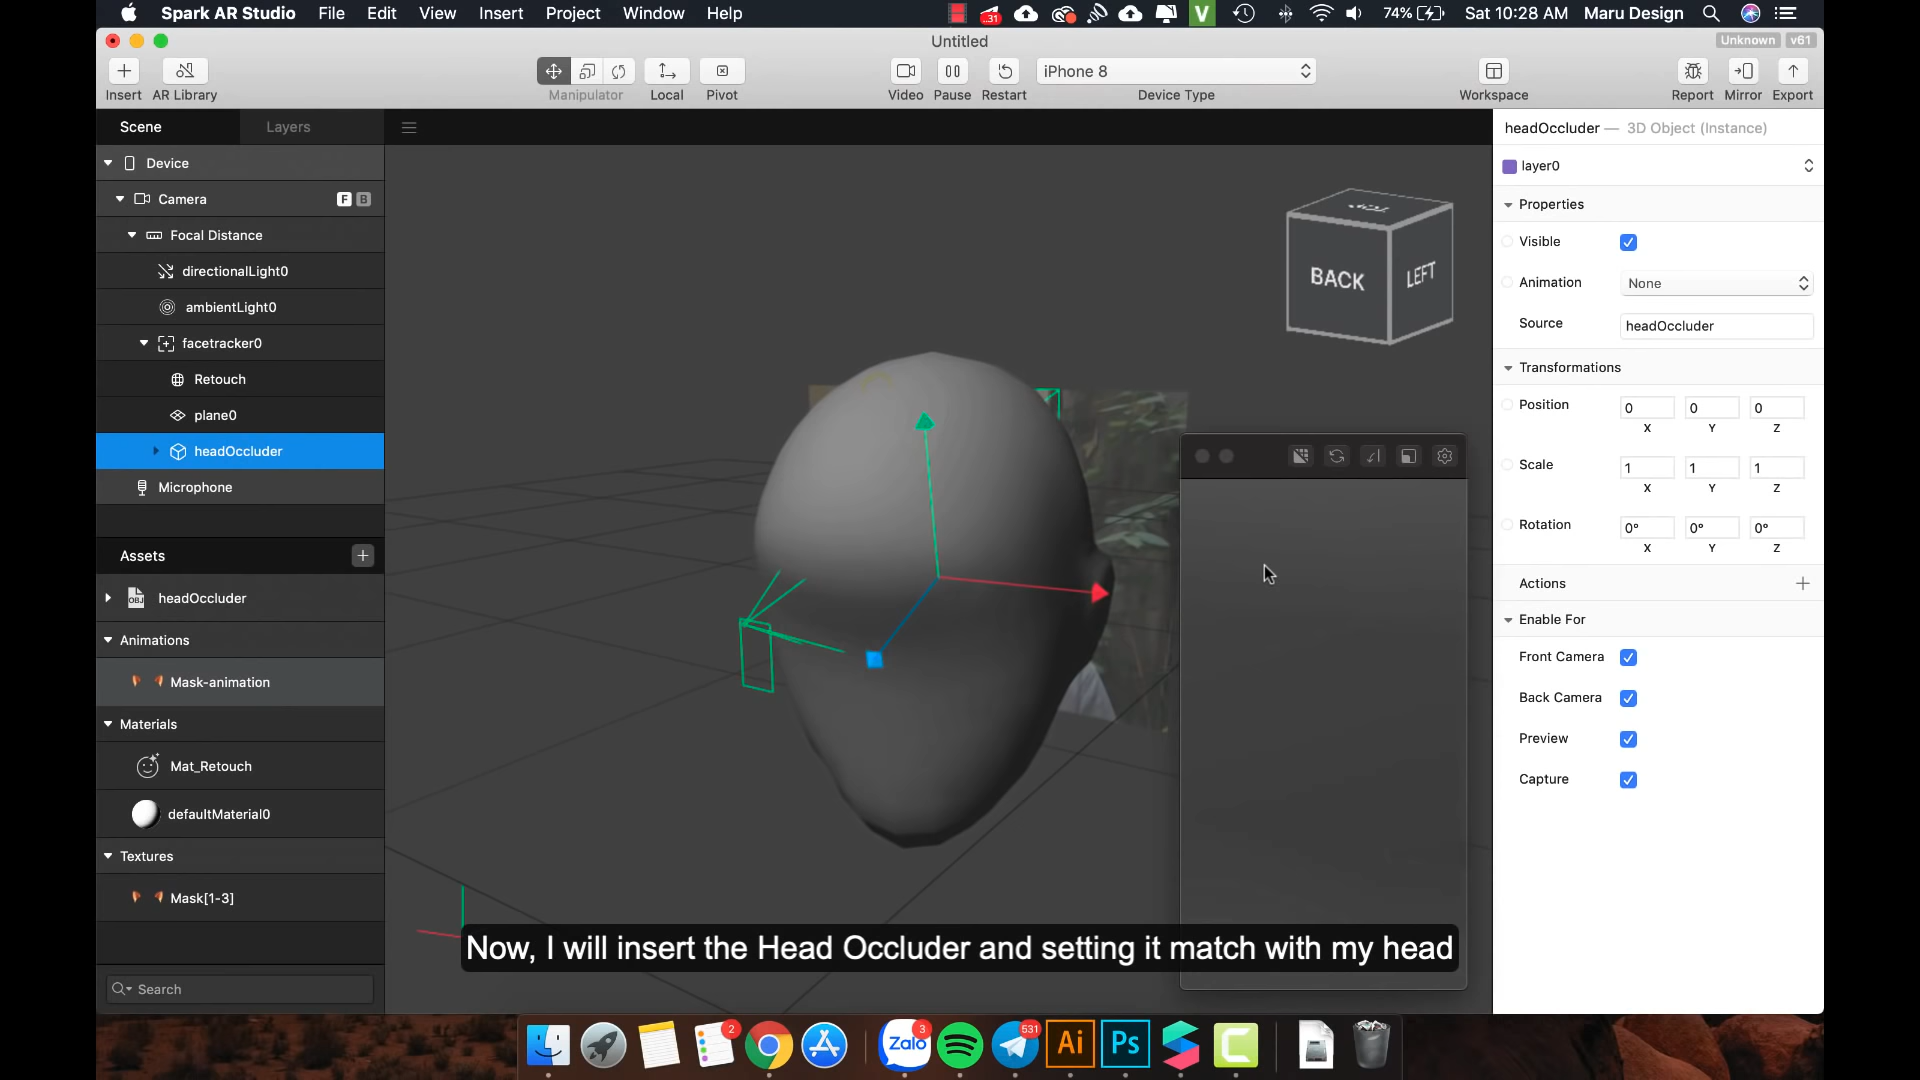 Spark AR Studio File Edit View Insert Project Window Help
..31
V
74%
Sat 10:28 AM Maru Design
Untitled
Unknown v61
iPhone 8
Insert AR Library
Manipulator Local Pivot
Video Pause Restart Device Type
Workspace
Report Mirror Export
Scene Layers
Device
Camera
F B
Focal Distance
directionalLight0
ambientLight0
facetracker0
Retouch
plane0
headOccluder
Microphone
Assets
OBJ headOccluder
Animations
Mask-animation
Materials
Mat_Retouch
defaultMaterial0
Textures
Mask[1-3]
Search
TOP
BACK
LEFT
headOccluder — 3D Object (Instance)
layer0
Properties
Visible
Animation None
Source headOccluder
Transformations
Position 0 0 0
X Y Z
Scale 1 1 1
X Y Z
Rotation 0° 0° 0°
X Y Z
Actions
Enable For
Front Camera
Back Camera
Preview
Capture
Now, I will insert the Head Occluder and setting it match with my head
2
Zalo 3
531
Ai
Ps
C